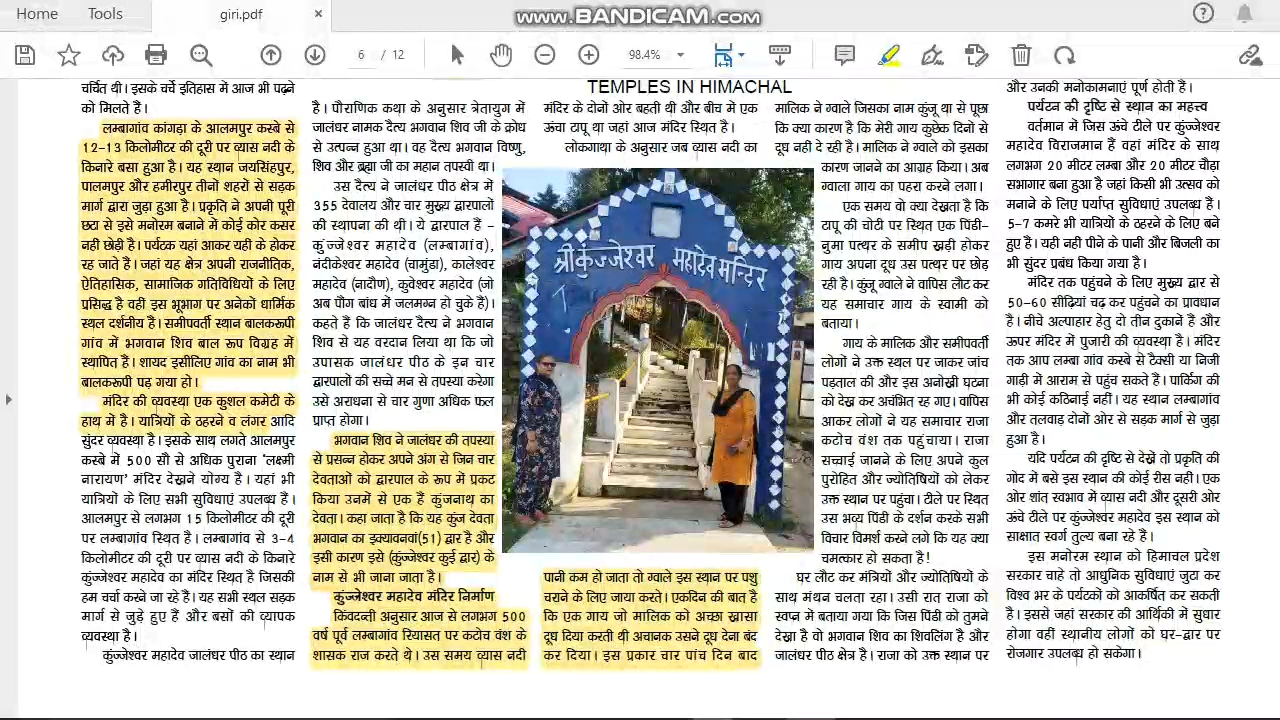 Home
Tools
giri.pdf
×
www.BANDICAM.com
6 / 12
98.4%
TEMPLES IN HIMACHAL
चर्चित थी। इसके चर्चे इतिहास में आज भी पढ़ने
को मिलते हैं।
लम्बागांव कांगड़ा के आलमपुर कस्बे से
12-13 किलोमीटर की दूरी पर व्यास नदी के
किनारे बसा हुआ है। यह स्थान जयसिंहपुर,
पालमपुर और हमीरपुर तीनों शहरों से सड़क
मार्ग द्वारा जुड़ा हुआ है। प्रकृति ने अपनी पूरी
छटा से इसे मनोरम बनाने में कोई कोर कसर
नही छोड़ी है। पर्यटक यहां आकर यही के होकर
रह जाते हैं। जहां यह क्षेत्र अपनी राजनीतिक,
ऐतिहासिक, सामाजिक गतिविधियों के लिए
प्रसिद्ध है वहीं इस भूभाग पर अनेकों धार्मिक
स्थल दर्शनीय हैं। समीपवर्ती स्थान बालकरूपी
गांव में भगवान शिव बाल रूप विग्रह में
स्थापित हैं। शायद इसीलिए गांव का नाम भी
बालकरूपी पड़ गया हो।
मंदिर की व्यवस्था एक कुशल कमेटी के
हाथ में है। यात्रियों के ठहरने व लंगर आदि
सुंदर व्यवस्था है। इसके साथ लगते आलमपुर
कस्बे में 500 सौ से अधिक पुराना 'लक्ष्मी
नारायण' मंदिर देखने योग्य है। यहां भी
यात्रियों के लिए सभी सुविधाएं उपलब्ध हैं।
आलमपुर से लगभग 15 किलोमीटर की दूरी
पर लम्बागांव स्थित है। लम्बागांव से 3-4
किलोमीटर की दूरी पर व्यास नदी के किनारे
कुंज्जेश्वर महादेव का मंदिर स्थित है जिसकी
हम चर्चा करने जा रहे हैं। यह सभी स्थल सड़क
मार्ग से जुड़े हुए हैं और बसों की व्यापक
व्यवस्था है।
कुंज्जेश्वर महादेव जालंधर पीठ का स्थान
है। पौराणिक कथा के अनुसार त्रेतायुग में
जालंधर नामक दैत्य भगवान शिव जी के क्रोध
से उत्पन्न हुआ था। वह दैत्य भगवान विष्णु,
शिव और ब्रह्मा जी का महान तपस्वी था।
उस दैत्य ने जालंधर पीठ क्षेत्र में
355 देवालय और चार मुख्य द्वारपालों
की स्थापना की थी। ये द्वारपाल हैं -
कुंज्जेश्वर महादेव (लम्बागांव),
नंदीकेश्वर महादेव (चामुंडा), कालेश्वर
महादेव (नादौण), कुवेश्वर महादेव (जो
अब पौंग बांध में जलमग्न हो चुके हैं)।
कहते हैं कि जालंधर दैत्य ने भगवान
शिव से यह वरदान लिया था कि जो
उपासक जालंधर पीठ के इन चार
द्वारपालों की सच्चे मन से तपस्या करेगा
उसे अराधना से चार गुणा अधिक फल
प्राप्त होगा।
भगवान शिव ने जालंधर की तपस्या
से प्रसन्न होकर अपने अंग से जिन चार
देवताओं को द्वारपाल के रूप में प्रकट
किया उनमें से एक हैं कुंजनाथ का
देवता। कहा जाता है कि यह कुंज देवता
भगवान का इक्यावनवां(51) द्वार है और
इसी कारण इसे (कुंज्जेश्वर कुई द्वार) के
नाम से भी जाना जाता है।
कुंज्जेश्वर महादेव मंदिर निर्माण
किंवदन्ती अनुसार आज से लगभग 500
वर्ष पूर्व लम्बागांव रियासत पर कटोच वंश के
शासक राज करते थे। उस समय व्यास नदी
मंदिर के दोनों ओर बहती थी और बीच में एक
ऊंचा टापू था जहां आज मंदिर स्थित है।
लोकगाथा के अनुसार जब व्यास नदी का
श्री कुंज्जेश्वर महादेव मन्दिर
पानी कम हो जाता तो ग्वाले इस स्थान पर पशु
चराने के लिए जाया करते। एकदिन की बात है
कि एक गाय जो मालिक को अच्छा खासा
दूध दिया करती थी अचानक उसने दूध देना बंद
कर दिया। इस प्रकार चार पांच दिन बाद
मालिक ने ग्वाले जिसका नाम कुंजू था से पूछा
कि क्या कारण है कि मेरी गाय कुछेक दिनों से
दूध नही दे रही है। मालिक ने ग्वाले को इसका
कारण जानने का आग्रह किया। अब
ग्वाला गाय का पहरा करने लगा।
एक समय वो क्या देखता है कि
टापू की चोटी पर स्थित एक पिंडी-
नुमा पत्थर के समीप खड़ी होकर
गाय अपना दूध उस पत्थर पर छोड़
रही है। कुंजू ग्वाले ने वापिस लौट कर
यह समाचार गाय के स्वामी को
बताया।
गाय के मालिक और समीपवर्ती
लोगों ने उक्त स्थल पर जाकर जांच
पड़ताल की और इस अनोखी घटना
को देख कर अचंभित रह गए। वापिस
आकर लोगों ने यह समाचार राजा
कटोच वंश तक पहुंचाया। राजा
सच्चाई जानने के लिए अपने कुल
पुरोहित और ज्योतिषियों को लेकर
उक्त स्थान पर पहुंचा। टीले पर स्थित
उस भव्य पिंडी के दर्शन करके सभी
विचार विमर्श करने लगे कि यह क्या
चमत्कार हो सकता है!
घर लौट कर मंत्रियों और ज्योतिषियों के
साथ मंथन चलता रहा। उसी रात राजा को
स्वप्न में बताया गया कि जिस पिंडी को तुमने
देखा है वो भगवान शिव का शिवलिंग है और
जालंधर पीठ क्षेत्र है। राजा को उक्त स्थान पर
और उनकी मनोकामनाएं पूर्ण होती हैं।
पर्यटन की दृष्टि से स्थान का महत्त्व
वर्तमान में जिस ऊंचे टीले पर कुंज्जेश्वर
महादेव विराजमान हैं वहां मंदिर के साथ
लगभग 20 मीटर लम्बा और 20 मीटर चौड़ा
सभागार बना हुआ है जहां किसी भी उत्सव को
मनाने के लिए पर्याप्त सुविधाएं उपलब्ध हैं।
5-7 कमरे भी यात्रियों के ठहरने के लिए बने
हुए है। यही नही पीने के पानी और बिजली का
भी सुंदर प्रबंध किया गया है।
मंदिर तक पहुंचने के लिए मुख्य द्वार से
50-60 सीढ़ियां चढ़ कर पहुंचने का प्रावधान
है। नीचे अल्पाहार हेतु दो तीन दुकानें हैं और
ऊपर मंदिर में पुजारी की व्यवस्था है। मंदिर
तक आप लम्बा गांव कस्बे से टैक्सी या निजी
गाड़ी में आराम से पहुंच सकते हैं। पार्किंग की
भी कोई कठिनाई नहीं। यह स्थान लम्बागांव
और तलवाड़ दोनों ओर से सड़क मार्ग से जुड़ा
हुआ है।
यदि पर्यटन की दृष्टि से देखें तो प्रकृति की
गोद में बसे इस स्थान की कोई रीस नही। एक
ओर शांत स्वभाव में व्यास नदी और दूसरी ओर
ऊंचे टीले पर कुंज्जेश्वर महादेव इस स्थान को
साक्षात स्वर्ग तुल्य बना रहे हैं।
इस मनोरम स्थान को हिमाचल प्रदेश
सरकार चाहे तो आधुनिक सुविधाएं जुटा कर
विश्व भर के पर्यटकों को आकर्षित कर सकती
है। इससे जहां सरकार की आर्थिकी में सुधार
होगा वहीं स्थानीय लोगों को घर-द्वार पर
रोजगार उपलब्ध हो सकेगा।